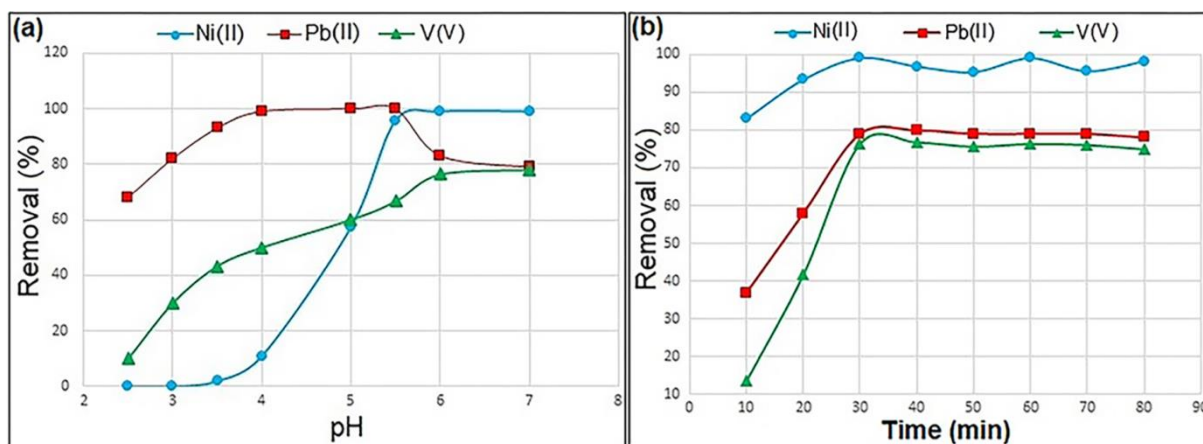 (a) Ni(II) Pb(II) V(V)
120
100
80
60
40
20
0
Removal (%)
2 3 4 5 6 7 8
pH
(b) Ni(II) Pb(II) V(V)
100
90
80
70
60
50
40
30
20
10
Removal (%)
0 10 20 30 40 50 60 70 80 90
Time (min)